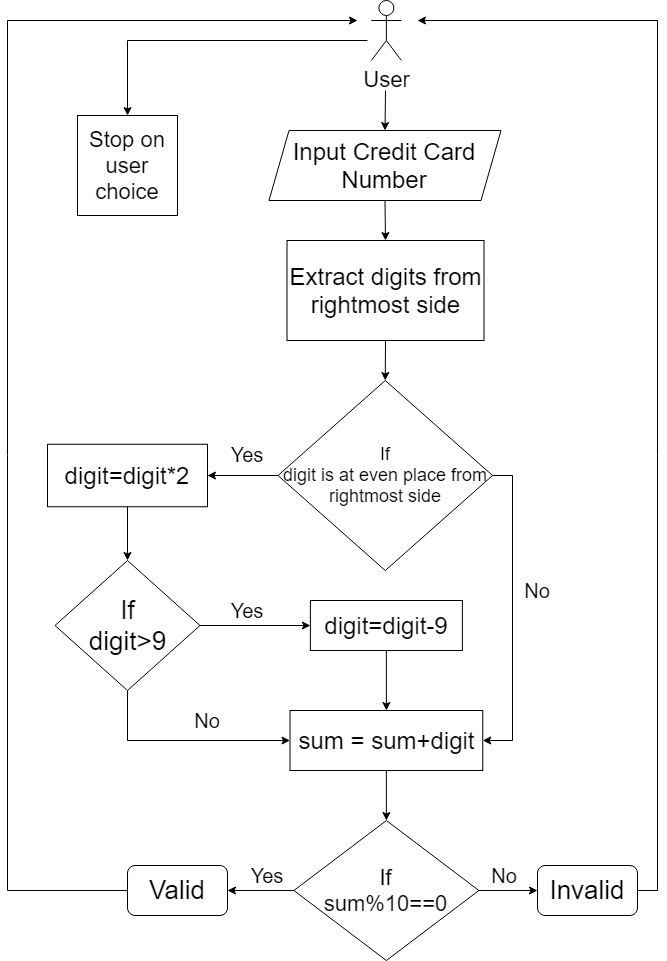 User
Stop on
user
choice
Input Credit Card
Number
Extract digits from
rightmost side
If
digit is at even place from
rightmost side
Yes
digit=digit*2
No
If
digit>9
Yes
digit=digit-9
No
sum = sum+digit
If
sum%10==0
Yes
Valid
No
Invalid